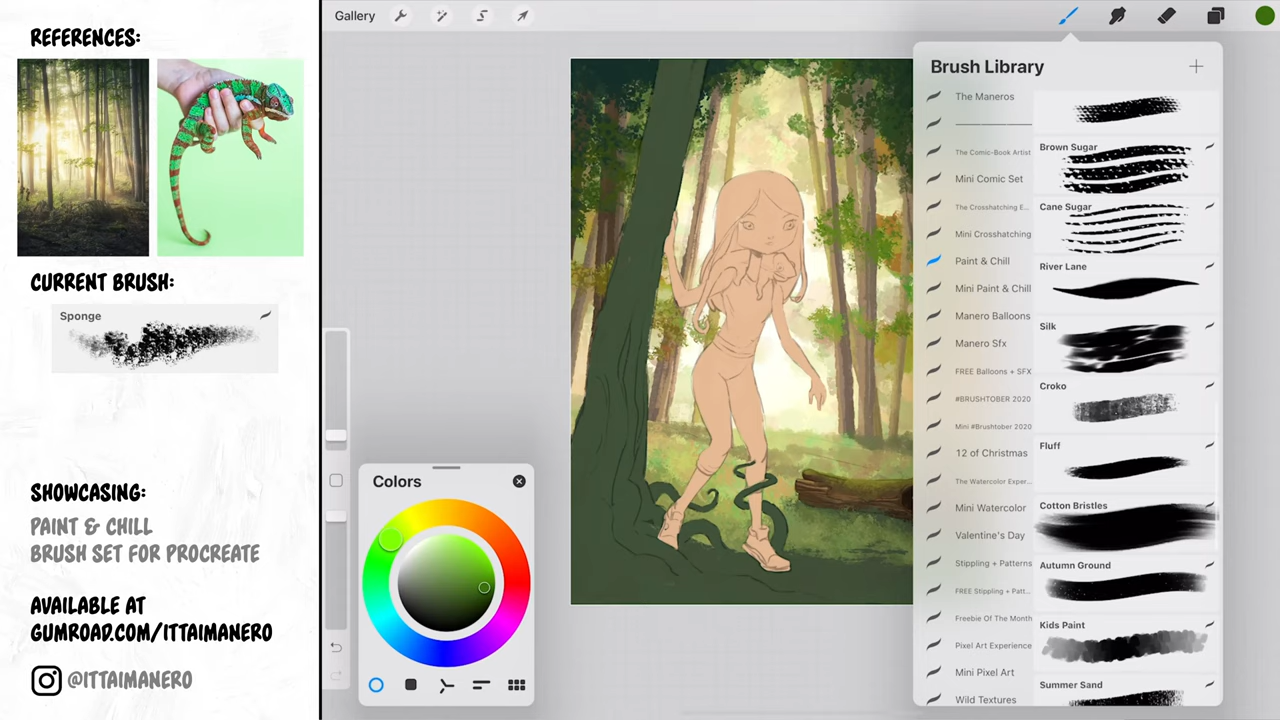 REFERENCES:
CURRENT BRUSH:
Sponge
SHOWCASING:
PAINT & CHILL
BRUSH SET FOR PROCREATE
AVAILABLE AT
GUMROAD.COM/ITTAIMANERO
@ITTAIMANERO
Gallery
Colors
Brush Library
The Maneros
The Comic-Book Artist
Mini Comic Set
The Crosshatching E...
Mini Crosshatching
Paint & Chill
Mini Paint & Chill
Manero Balloons
Manero Sfx
FREE Balloons + SFX
#BRUSHTOBER 2020
Mini #Brushtober 2020
12 of Christmas
The Watercolor Exper...
Mini Watercolor
Valentine's Day
Stippling + Patterns
FREE Stippling + Patt...
Freebie Of The Month
Pixel Art Experience
Mini Pixel Art
Wild Textures
Brown Sugar
Cane Sugar
River Lane
Silk
Croko
Fluff
Cotton Bristles
Autumn Ground
Kids Paint
Summer Sand